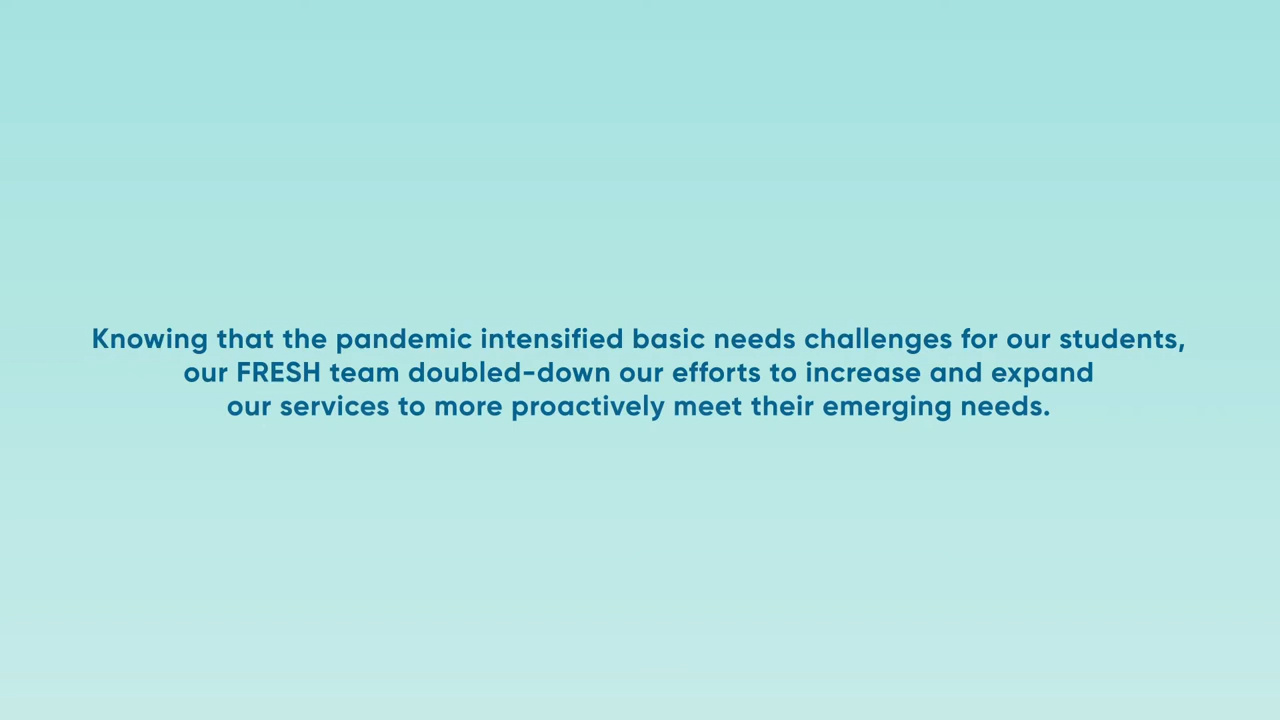 Knowing that the pandemic intensified basic needs challenges for our students,
our FRESH team doubled-down our efforts to increase and expand
our services to more proactively meet their emerging needs.